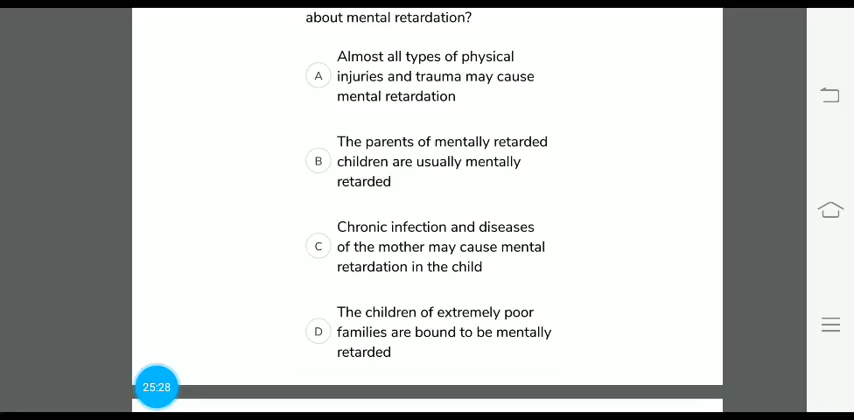 about mental retardation?
A
Almost all types of physical
injuries and trauma may cause
mental retardation
B
The parents of mentally retarded
children are usually mentally
retarded
C
Chronic infection and diseases
of the mother may cause mental
retardation in the child
D
The children of extremely poor
families are bound to be mentally
retarded
25:28